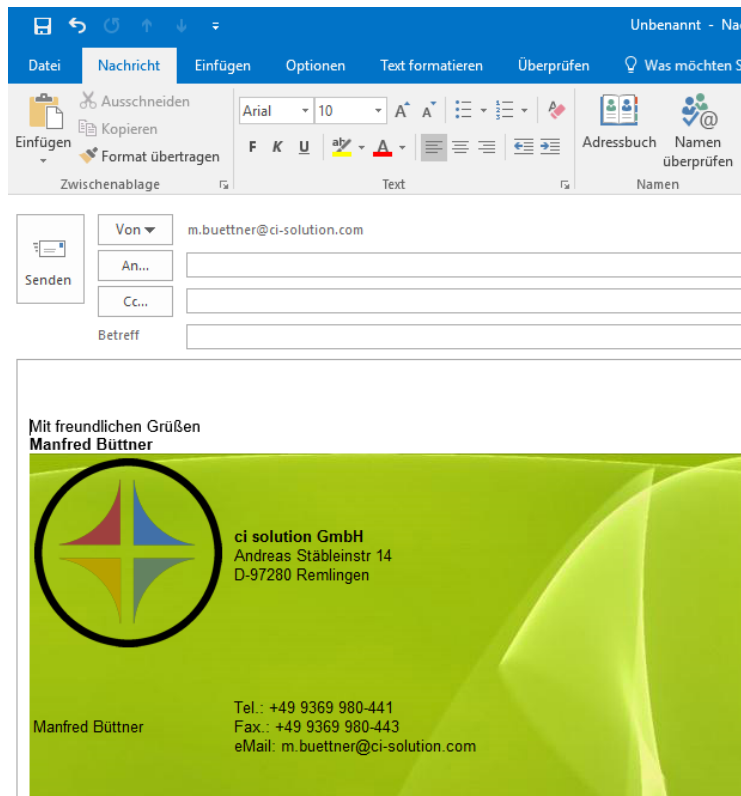 Unbenannt - Na
Datei Nachricht Einfügen Optionen Text formatieren Überprüfen Was möchten S
Einfügen
Ausschneiden
Kopieren
Format übertragen
Zwischenablage
Arial 10
F K U aby A
Text
Adressbuch
Namen überprüfen
Namen
Senden
Von m.buettner@ci-solution.com
An...
Cc...
Betreff
Mit freundlichen Grüßen
Manfred Büttner
ci solution GmbH
Andreas Stäbleinstr 14
D-97280 Remlingen
Manfred Büttner
Tel.: +49 9369 980-441
Fax.: +49 9369 980-443
eMail: m.buettner@ci-solution.com